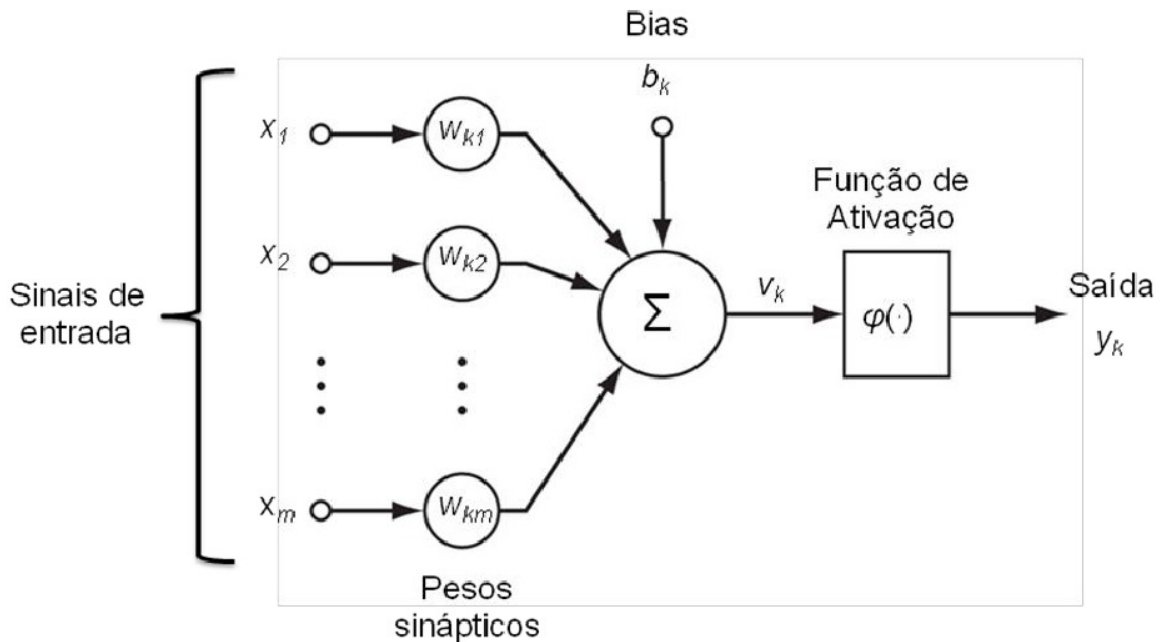 Bias
b_k
x_1
w_k1
Função de
Ativação
x_2
w_k2
Sinais de
entrada
Σ
v_k
φ(·)
Saída
y_k
x_m
w_km
Pesos
sinápticos